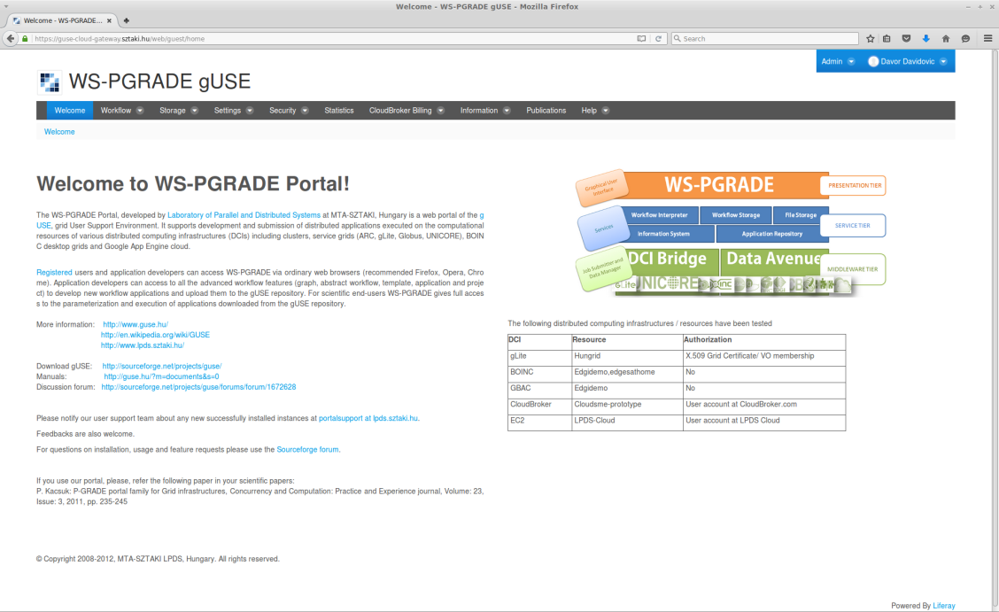 Welcome - WS-PGRADE gUSE - Mozilla Firefox
Welcome - WS-PGRADE...
https://guse-cloud-gateway.sztaki.hu/web/guest/home
Search
Admin
Davor Davidovic
WS-PGRADE gUSE
Welcome Workflow Storage Settings Security Statistics CloudBroker Billing Information Publications Help
Welcome
Welcome to WS-PGRADE Portal!
The WS-PGRADE Portal, developed by Laboratory of Parallel and Distributed Systems at MTA-SZTAKI, Hungary is a web portal of the g
USE, grid User Support Environment. It supports development and submission of distributed applications executed on the computational
resources of various distributed computing infrastructures (DCIs) including clusters, service grids (ARC, gLite, Globus, UNICORE), BOIN
C desktop grids and Google App Engine cloud.
Registered users and application developers can access WS-PGRADE via ordinary web browsers (recommended Firefox, Opera, Chro
me). Application developers can access to all the advanced workflow features (graph, abstract workflow, template, application and proje
ct) to develop new workflow applications and upload them to the gUSE repository. For scientific end-users WS-PGRADE gives full acces
s to the parameterization and execution of applications downloaded from the gUSE repository.
More information: http://www.guse.hu/
http://en.wikipedia.org/wiki/GUSE
http://www.lpds.sztaki.hu/
Download gUSE: http://sourceforge.net/projects/guse/
Manuals: http://guse.hu/?m=documents&s=0
Discussion forum: http://sourceforge.net/projects/guse/forums/forum/1672628
Please notify our user support team about any new successfully installed instances at portalsupport at lpds.sztaki.hu.
Feedbacks are also welcome.
For questions on installation, usage and feature requests please use the Sourceforge forum.
If you use our portal, please, refer the following paper in your scientific papers:
P. Kacsuk: P-GRADE portal family for Grid infrastructures, Concurrency and Computation: Practice and Experience journal, Volume: 23,
Issue: 3, 2011, pp. 235-245
© Copyright 2008-2012, MTA-SZTAKI LPDS, Hungary. All rights reserved.
Graphical User
Interface
WS-PGRADE
PRESENTATION TIER
Services
Workflow Interpreter
Workflow Storage
File Storage
Information System
Application Repository
SERVICE TIER
Job Submitter and
Data Manager
DCI Bridge
Data Avenue
MIDDLEWARE TIER
gLite UNICORE
The following distributed computing infrastructures / resources have been tested
DCI Resource Authorization
gLite Hungrid X.509 Grid Certificate/ VO membership
BOINC Edgidemo,edgesathome No
GBAC Edgidemo No
CloudBroker Cloudsme-prototype User account at CloudBroker.com
EC2 LPDS-Cloud User account at LPDS Cloud
Powered By Liferay